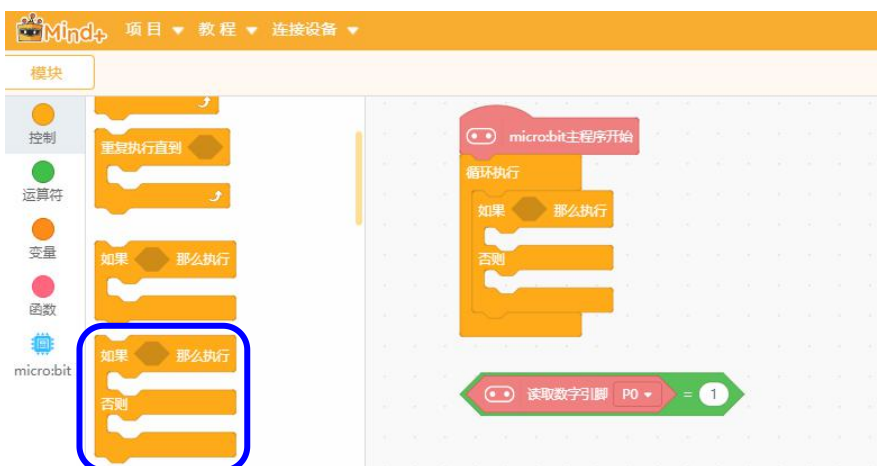 Mind+ 项目 教程 连接设备
模块
控制
运算符
变量
函数
micro:bit
重复执行直到
如果 那么执行
如果 那么执行
否则
micro:bit主程序开始
循环执行
如果 那么执行
否则
读取数字引脚 P0 = 1